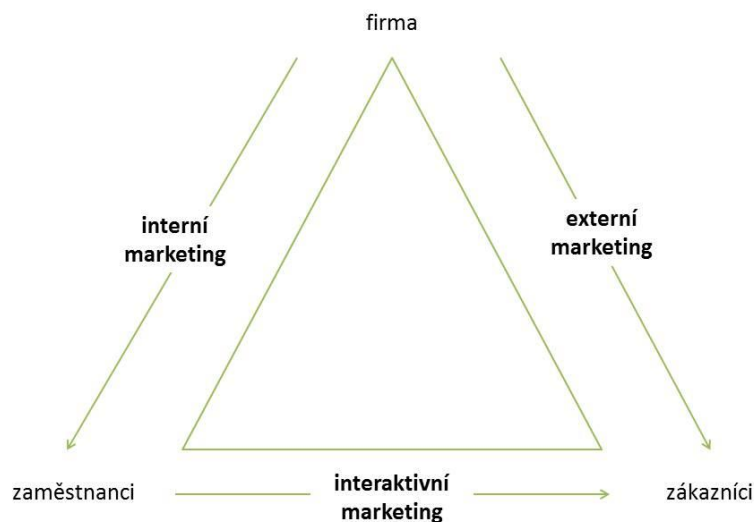 firma
interní
marketing
externí
marketing
zaměstnanci
interaktivní
marketing
zákazníci